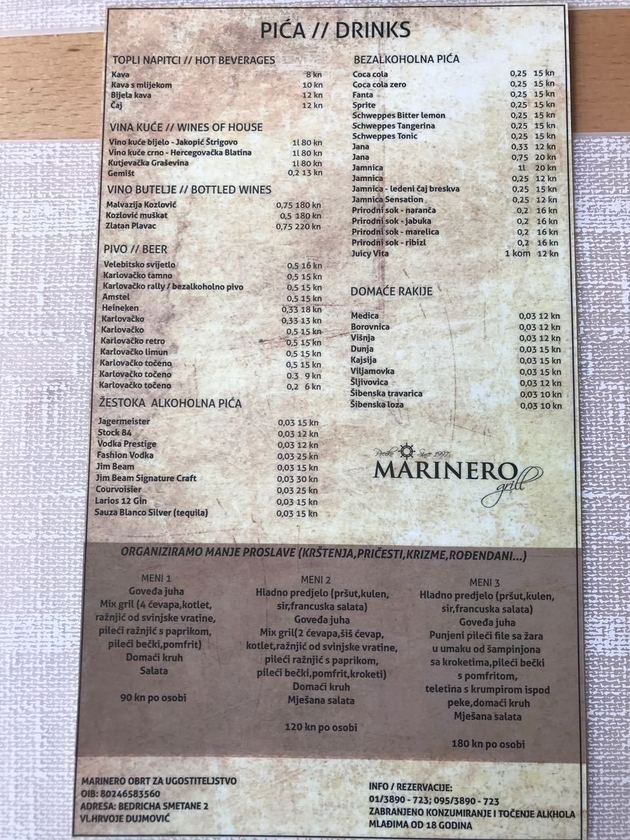 PIĆA // DRINKS
TOPLI NAPITCI // HOT BEVERAGES
Kava 8 kn
Kava s mlijekom 10 kn
Bijela kava 12 kn
Čaj 12 kn
VINA KUĆE // WINES OF HOUSE
Vino kuće bijelo - Jakopić Štrigovo 1l 80 kn
Vino kuće crno - Hercegovačka Blatina 1l 80 kn
Kutjevačka Graševina 1l 80 kn
Gemišt 0,2 13 kn
VINO BUTELJE // BOTTLED WINES
Malvazija Kozlović 0,75 180 kn
Kozlović muškat 0,5 180 kn
Zlatan Plavac 0,75 220 kn
PIVO // BEER
Velebitsko svijetlo 0,5 16 kn
Karlovačko tamno 0,5 15 kn
Karlovačko rally / bezalkoholno pivo 0,5 15 kn
Amstel 0,5 15 kn
Heineken 0,33 18 kn
Karlovačko 0,33 13 kn
Karlovačko 0,5 15 kn
Karlovačko retro 0,5 15 kn
Karlovačko limun 0,5 15 kn
Karlovačko točeno 0,5 15 kn
Karlovačko točeno 0,3 9 kn
Karlovačko točeno 0,2 6 kn
ŽESTOKA ALKOHOLNA PIĆA
Jagermeister 0,03 15 kn
Stock 84 0,03 12 kn
Vodka Prestige 0,03 12 kn
Fashion Vodka 0,03 25 kn
Jim Beam 0,03 15 kn
Jim Beam Signature Craft 0,03 30 kn
Courvoisier 0,03 25 kn
Larios 12 Gin 0,03 15 kn
Sauza Blanco Silver (tequila) 0,03 15 kn
BEZALKOHOLNA PIĆA
Coca cola 0,25 15 kn
Coca cola zero 0,25 15 kn
Fanta 0,25 15 kn
Sprite 0,25 15 kn
Schweppes Bitter lemon 0,25 15 kn
Schweppes Tangerina 0,25 15 kn
Schweppes Tonic 0,25 15 kn
Jana 0,33 12 kn
Jana 0,75 20 kn
Jamnica 1l 20 kn
Jamnica 0,25 12 kn
Jamnica - ledeni čaj breskva 0,25 15 kn
Jamnica Sensation 0,25 12 kn
Prirodni sok - naranča 0,2 16 kn
Prirodni sok - jabuka 0,2 16 kn
Prirodni sok - marelica 0,2 16 kn
Prirodni sok - ribizl 0,2 16 kn
Juicy Vita 1 kom 12 kn
DOMAĆE RAKIJE
Medica 0,03 12 kn
Borovnica 0,03 12 kn
Višnja 0,03 12 kn
Dunja 0,03 15 kn
Kajsija 0,03 15 kn
Viljamovka 0,03 15 kn
Šljivovica 0,03 12 kn
Šibenska travarica 0,03 10 kn
Šibenska loza 0,03 10 kn
Since 1997.
MARINERO
grill
ORGANIZIRAMO MANJE PROSLAVE (KRŠTENJA,PRIČESTI,KRIZME,ROĐENDANI...)
MENI 1
Goveđa juha
Mix gril (4 ćevapa,kotlet,
ražnjić od svinjske vratine,
pileći ražnjić s paprikom,
pileći bečki,pomfrit)
Domaći kruh
Salata
90 kn po osobi
MENI 2
Hladno predjelo (pršut,kulen,
sir,francuska salata)
Goveđa juha
Mix gril(2 ćevapa,šiš ćevap,
kotlet,ražnjić od svinjske vratine,
pileći ražnjić s paprikom,
pileći bečki,pomfrit,kroketi)
Domaći kruh
Mješana salata
120 kn po osobi
MENI 3
Hladno predjelo (pršut,kulen,
sir,francuska salata)
Goveđa juha
Punjeni pileći file sa žara
u umaku od šampinjona
sa kroketima,pileći bečki
s pomfritom,
teletina s krumpirom ispod
peke,domaći kruh
Mješana salata
180 kn po osobi
MARINERO OBRT ZA UGOSTITELJSTVO
OIB: 80246583560
ADRESA: BEDRICHA SMETANE 2
VL.HRVOJE DUJMOVIĆ
INFO / REZERVACIJE:
01/3890 - 723; 095/3890 - 723
ZABRANJENO KONZUMIRANJE I TOČENJE ALKHOLA
MLAĐIMA OD 18 GODINA